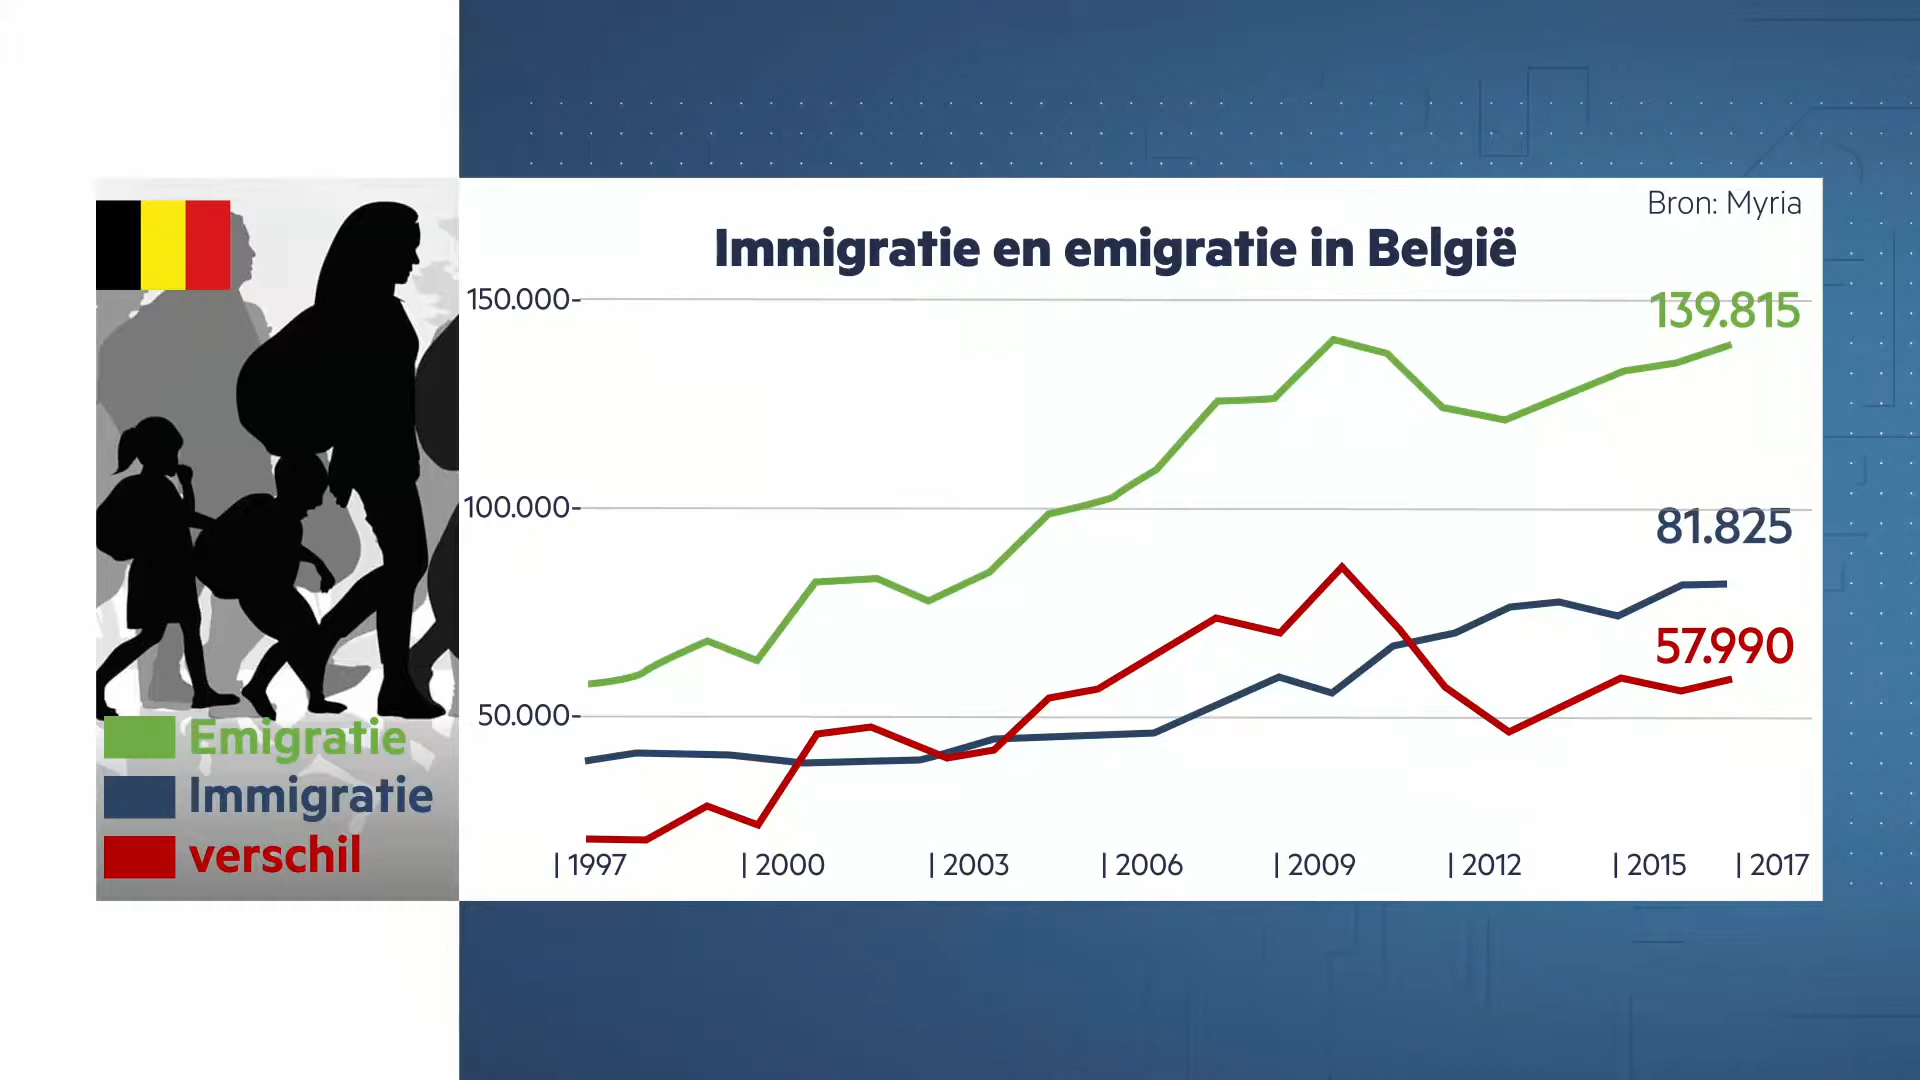 Bron: Myria
Immigratie en emigratie in België
150.000-
139.815
100.000-
81.825
57.990
50.000-
Emigratie
Immigratie
verschil
| 1997 | 2000 | 2003 | 2006 | 2009 | 2012 | 2015 | 2017